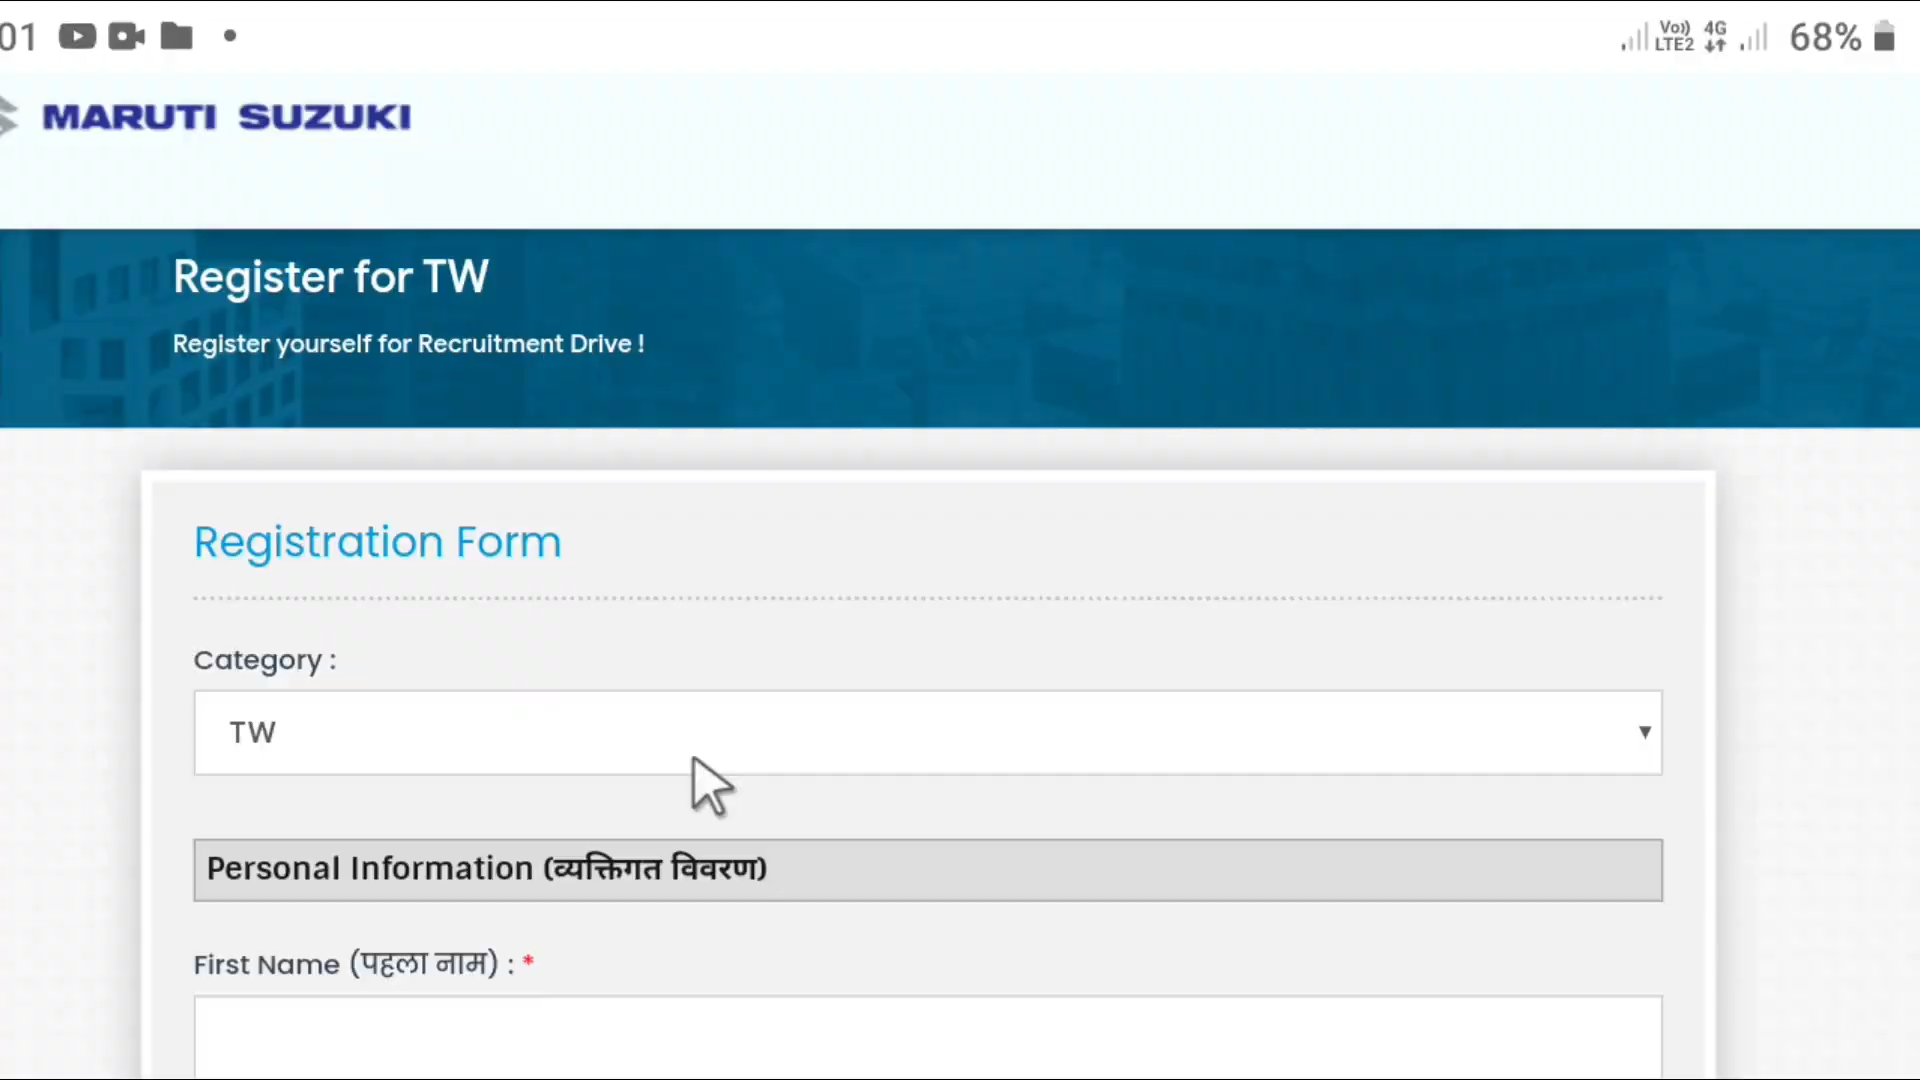 01
Vo)) 4G
LTE2
68%
MARUTI SUZUKI
Register for TW
Register yourself for Recruitment Drive !
Registration Form
Category :
TW
Personal Information (व्यक्तिगत विवरण)
First Name (पहला नाम) : *